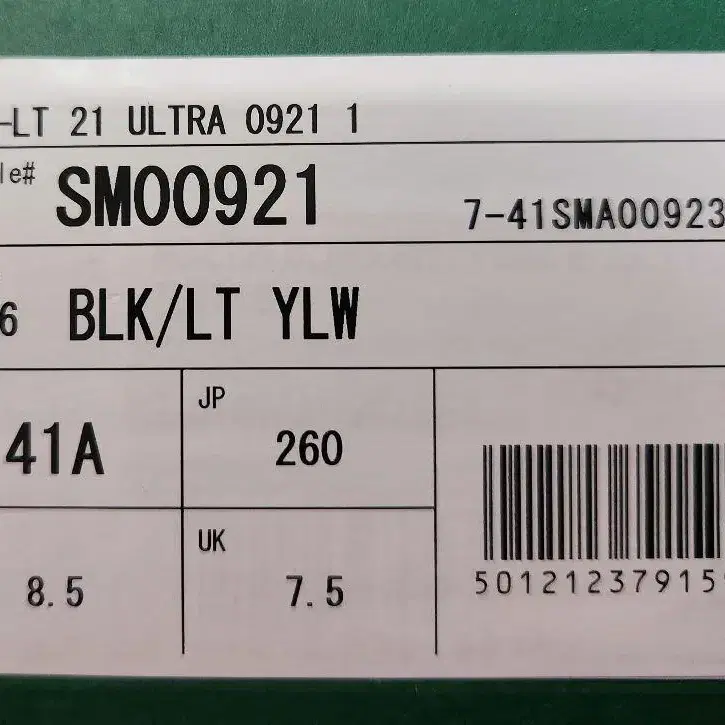 -LT 21 ULTRA 0921 1
le#
SM00921
7-41SMA00923
6 BLK/LT YLW
41A
JP
260
8.5
UK
7.5
50121237915